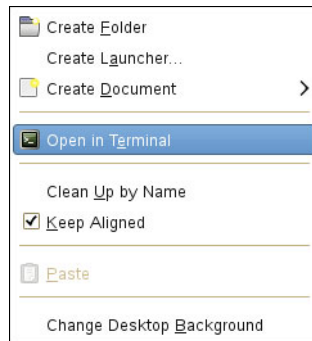 Create Folder
Create Launcher...
Create Document
Open in Terminal
Clean Up by Name
Keep Aligned
Paste
Change Desktop Background